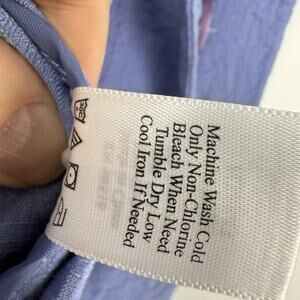 Machine Wash Cold
Only Non-Chlorine
Bleach When Need
Tumble Dry Low
Cool Iron If Needed